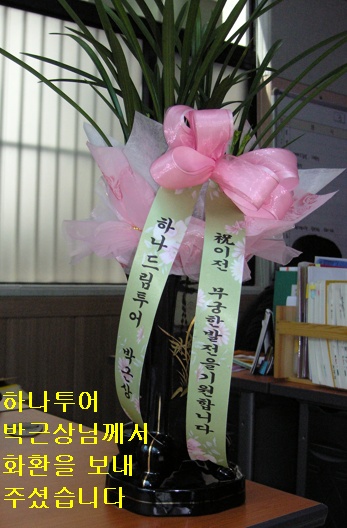 하나드림투어 박근상
祝이전 무궁한발전을기원합니다
하나투어
박근상님께서
화환을 보내
주셨습니다